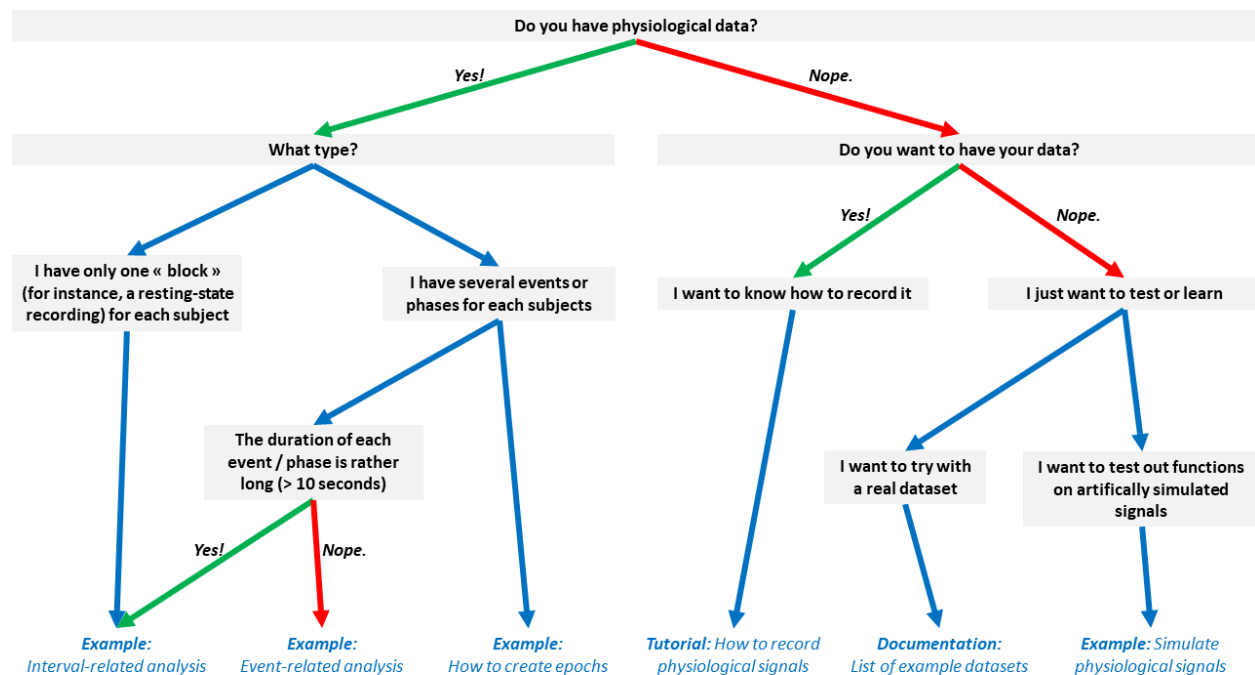 Do you have physiological data?
Yes!
Nope.
What type?
Do you want to have your data?
Yes!
Nope.
I have only one « block »
(for instance, a resting-state
recording) for each subject
I have several events or
phases for each subjects
I want to know how to record it
I just want to test or learn
The duration of each
event / phase is rather
long (> 10 seconds)
I want to try with
a real dataset
I want to test out functions
on artifically simulated
signals
Yes!
Nope.
Example:
Interval-related analysis
Example:
Event-related analysis
Example:
How to create epochs
Tutorial: How to record
physiological signals
Documentation:
List of example datasets
Example: Simulate
physiological signals